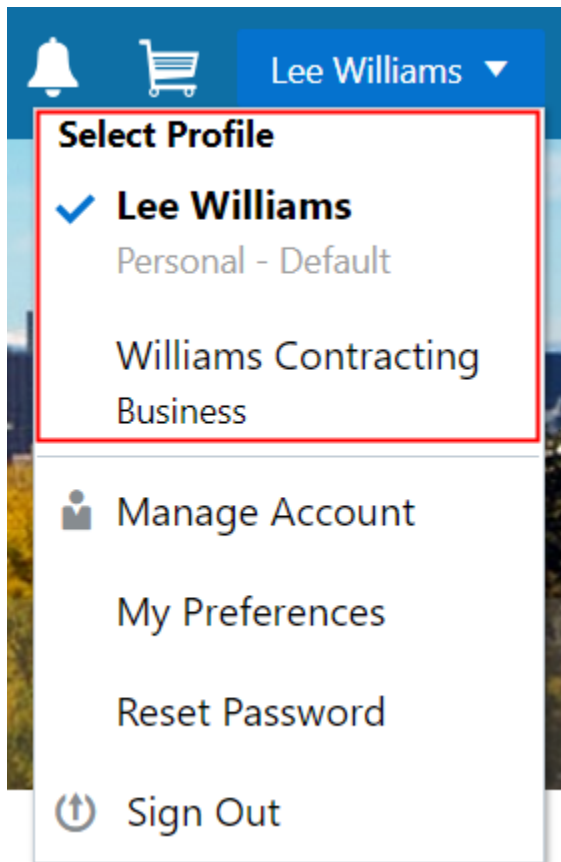 Lee Williams
Select Profile
Lee Williams
Personal - Default
Williams Contracting
Business
Manage Account
My Preferences
Reset Password
Sign Out